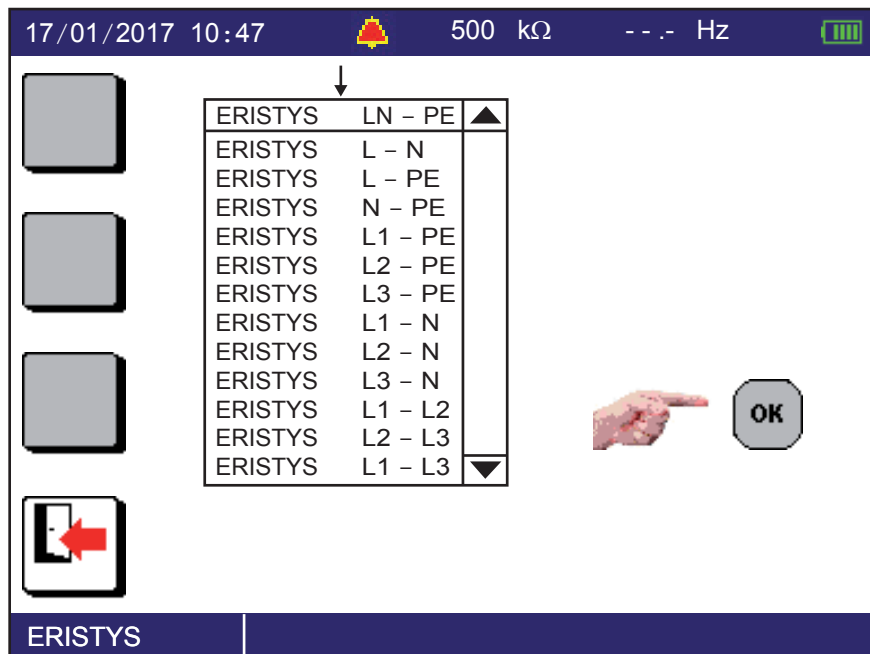 17/01/2017 10:47 500 kΩ - - .- Hz
ERISTYS LN – PE
ERISTYS L – N
ERISTYS L – PE
ERISTYS N – PE
ERISTYS L1 – PE
ERISTYS L2 – PE
ERISTYS L3 – PE
ERISTYS L1 – N
ERISTYS L2 – N
ERISTYS L3 – N
ERISTYS L1 – L2
ERISTYS L2 – L3
ERISTYS L1 – L3
OK
ERISTYS